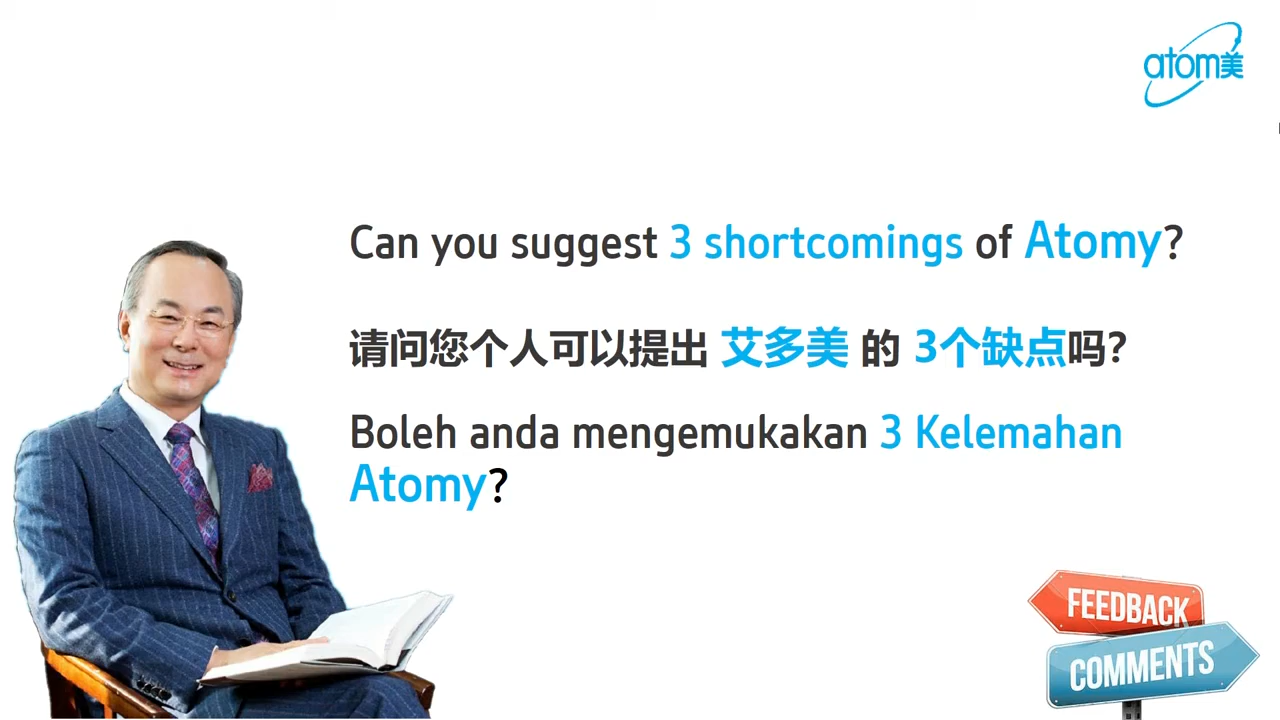 atom美
Can you suggest 3 shortcomings of Atomy?
请问您个人可以提出 艾多美 的 3个缺点吗?
Boleh anda mengemukakan 3 Kelemahan
Atomy?
FEEDBACK
COMMENTS